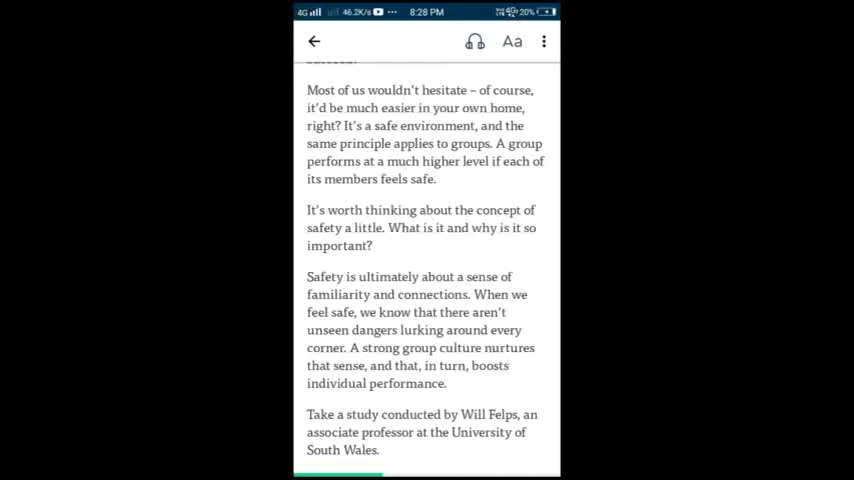 4G 46.2K/s ••• 8:28 PM 4G 20%
Aa
Most of us wouldn't hesitate – of course,
it'd be much easier in your own home,
right? It's a safe environment, and the
same principle applies to groups. A group
performs at a much higher level if each of
its members feels safe.
It's worth thinking about the concept of
safety a little. What is it and why is it so
important?
Safety is ultimately about a sense of
familiarity and connections. When we
feel safe, we know that there aren't
unseen dangers lurking around every
corner. A strong group culture nurtures
that sense, and that, in turn, boosts
individual performance.
Take a study conducted by Will Felps, an
associate professor at the University of
South Wales.